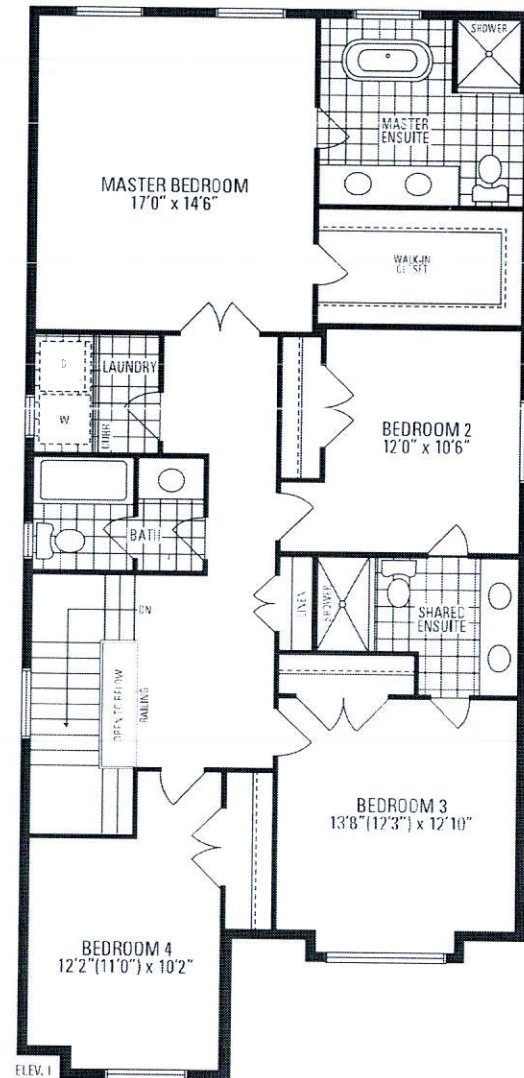 SHOWER
MASTER
ENSUITE
MASTER BEDROOM
17'0" x 14'6"
WALK-IN
CLOSET
D
LAUNDRY
W
CURB
BEDROOM 2
12'0" x 10'6"
BATH
DN
LINEN
SHOWER
SHARED
ENSUITE
OPEN TO BELOW
RAILING
BEDROOM 3
13'8"(12'3") x 12'10"
BEDROOM 4
12'2"(11'0") x 10'2"
ELEV. 1